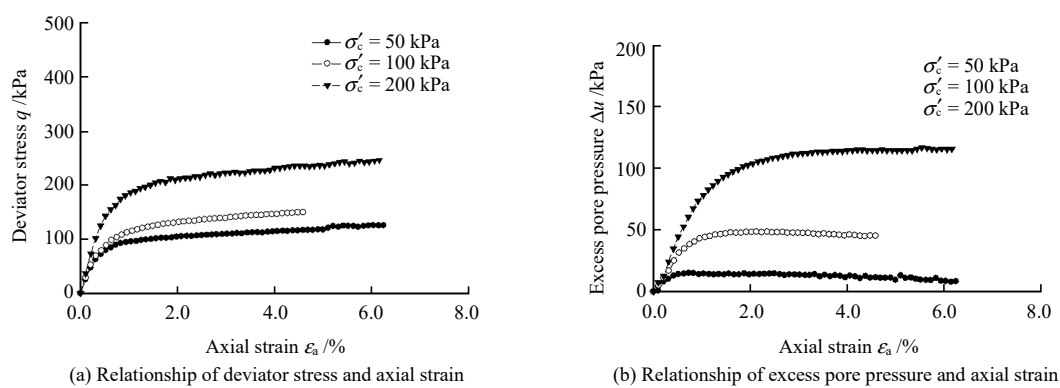 500
400
300
200
100
0
0.0 2.0 4.0 6.0 8.0
Deviator stress q /kPa
σ′c = 50 kPa
σ′c = 100 kPa
σ′c = 200 kPa
Axial strain εa /%
(a) Relationship of deviator stress and axial strain
200
150
100
50
0
0.0 2.0 4.0 6.0 8.0
Excess pore pressure Δu /kPa
σ′c = 50 kPa
σ′c = 100 kPa
σ′c = 200 kPa
Axial strain εa /%
(b) Relationship of excess pore pressure and axial strain